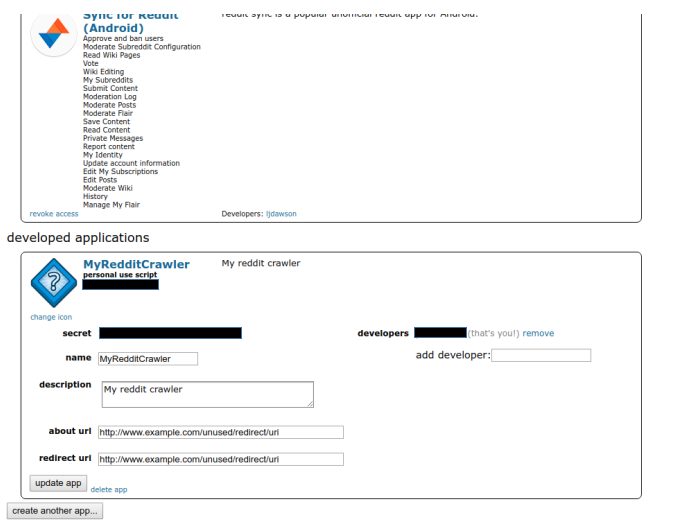 Sync for Reddit
(Android)
reddit sync is a popular unofficial reddit app for Android.
Approve and ban users
Moderate Subreddit Configuration
Read Wiki Pages
Vote
Wiki Editing
My Subreddits
Submit Content
Moderation Log
Moderate Posts
Moderate Flair
Save Content
Read Content
Private Messages
Report content
My Identity
Update account information
Edit My Subscriptions
Edit Posts
Moderate Wiki
History
Manage My Flair
revoke access
Developers: ljdawson
developed applications
MyRedditCrawler
My reddit crawler
personal use script
change icon
secret
developers (that's you!) remove
name MyRedditCrawler
add developer:
description My reddit crawler
about url http://www.example.com/unused/redirect/uri
redirect uri http://www.example.com/unused/redirect/uri
update app delete app
create another app...